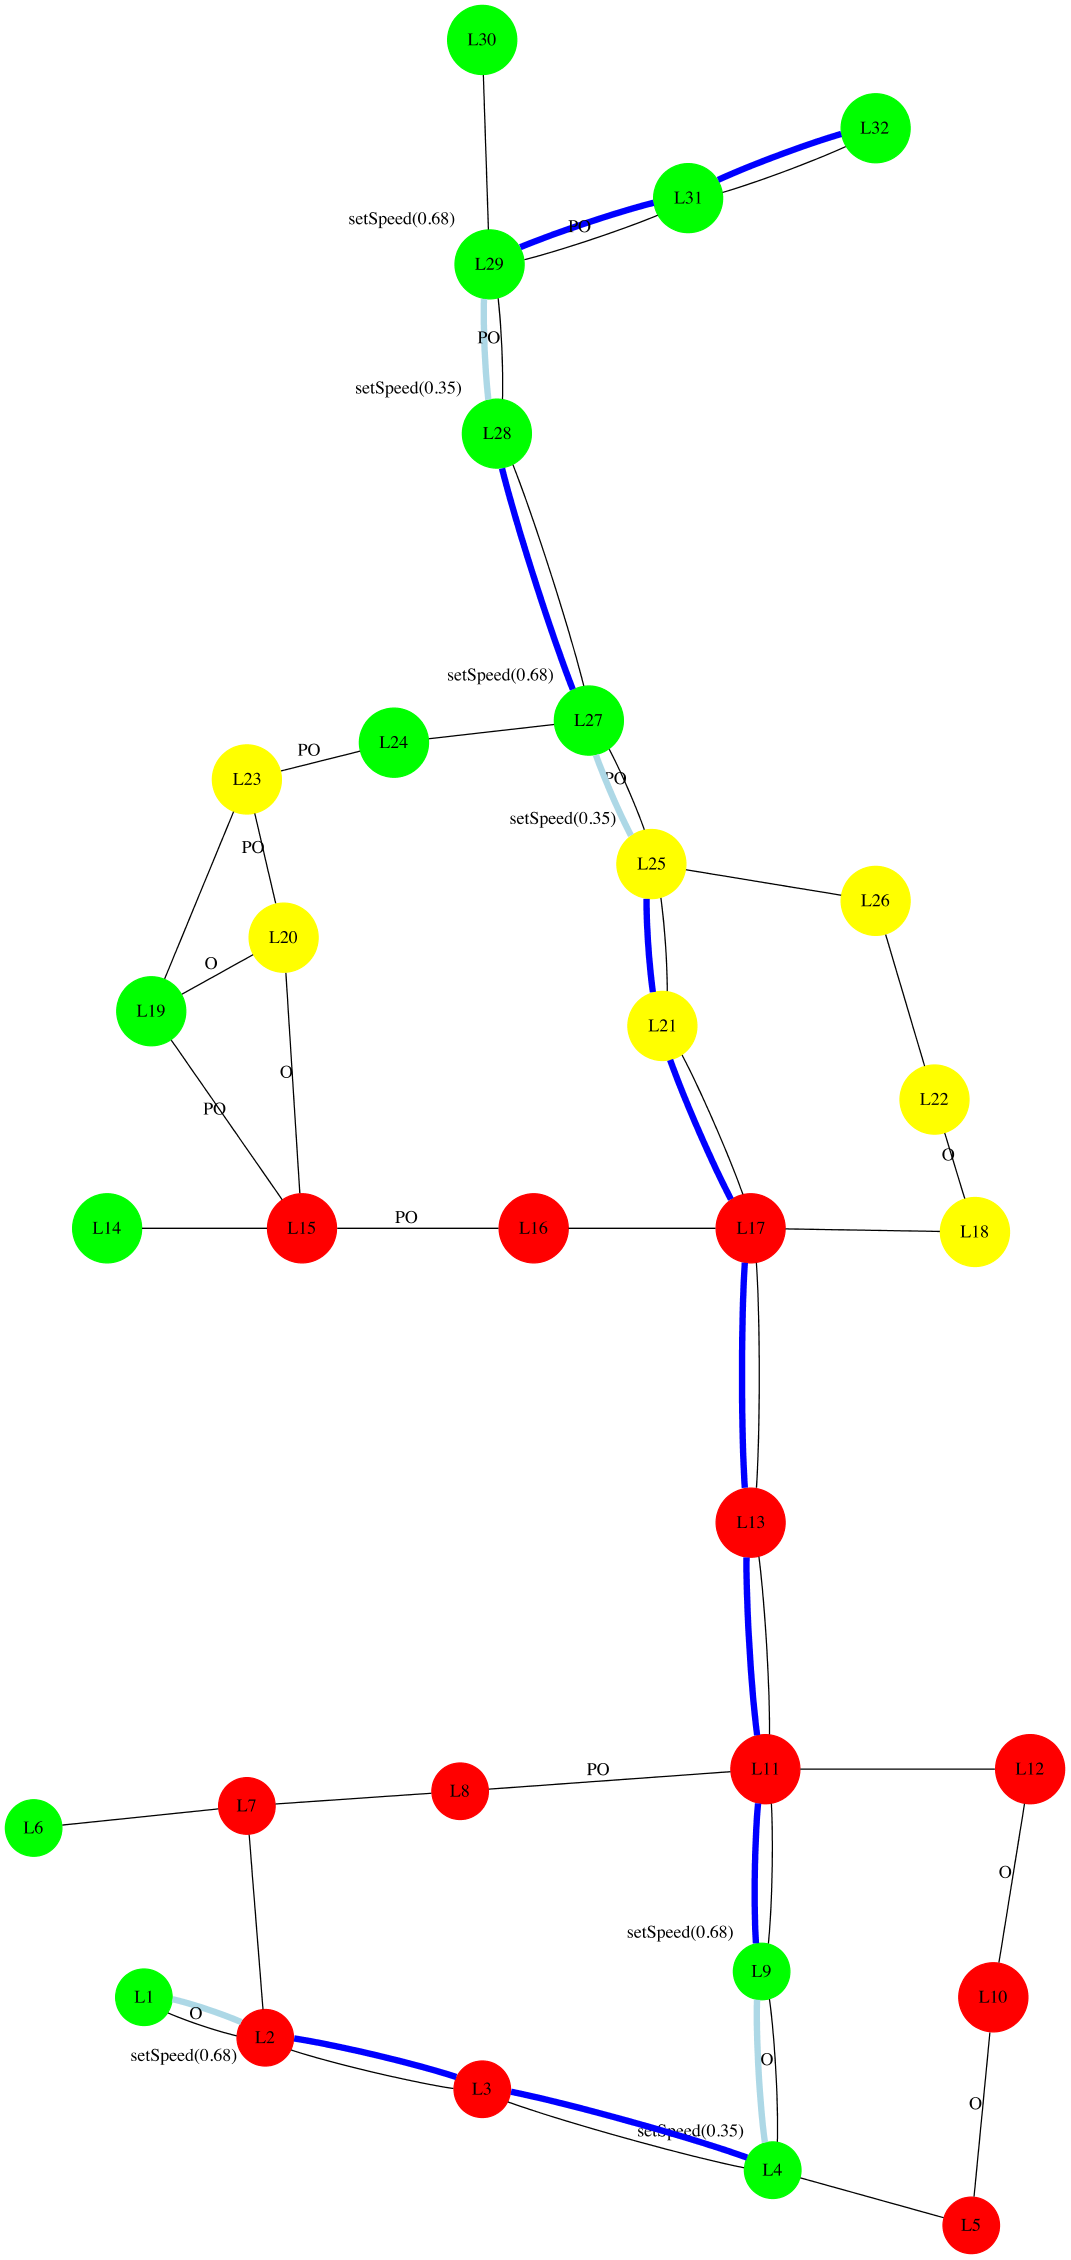 L30
L32
L31
setSpeed(0.68)
PO
L29
PO
setSpeed(0.35)
L28
setSpeed(0.68)
L27
L24
PO
L23
PO
setSpeed(0.35)
PO
L25
L26
L20
O
L19
L21
O
L22
PO
O
PO
L14
L15
L16
L17
L18
L13
L11
L12
PO
L8
L7
L6
O
setSpeed(0.68)
L9
L1
L10
O
L2
setSpeed(0.68)
O
L3
O
setSpeed(0.35)
L4
L5